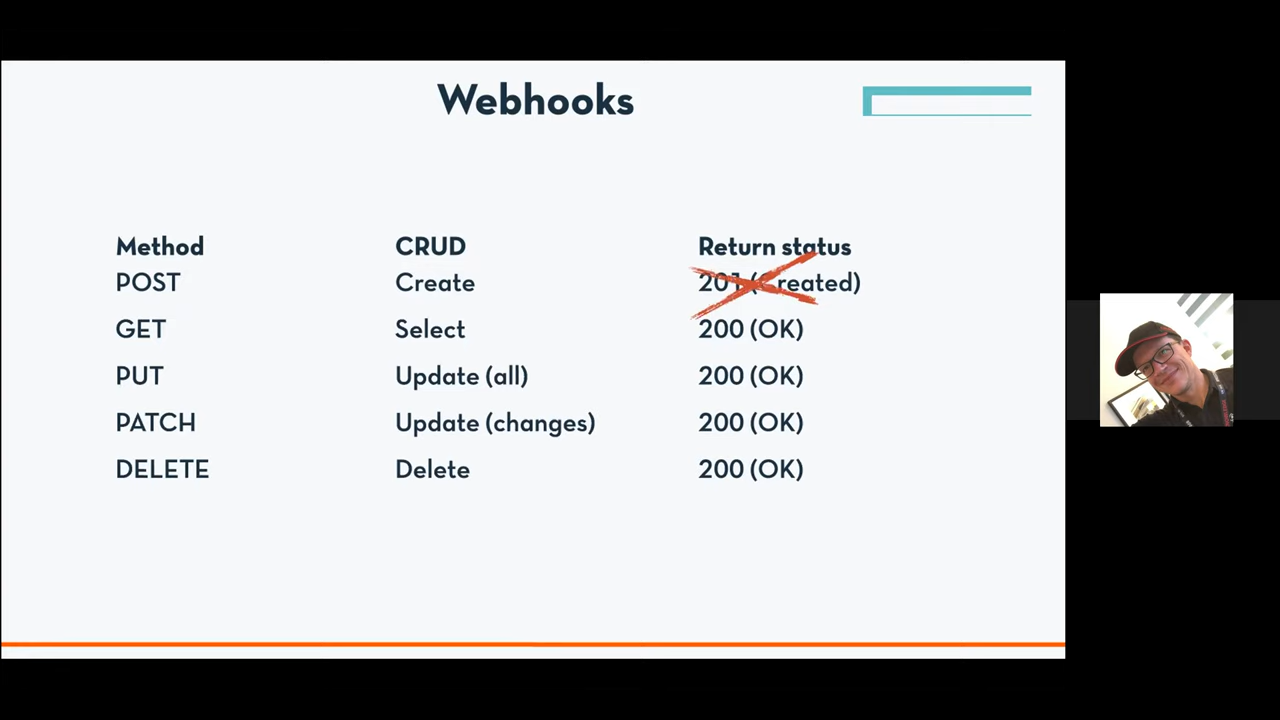 Webhooks
Method CRUD Return status
POST Create 201 (Created)
GET Select 200 (OK)
PUT Update (all) 200 (OK)
PATCH Update (changes) 200 (OK)
DELETE Delete 200 (OK)